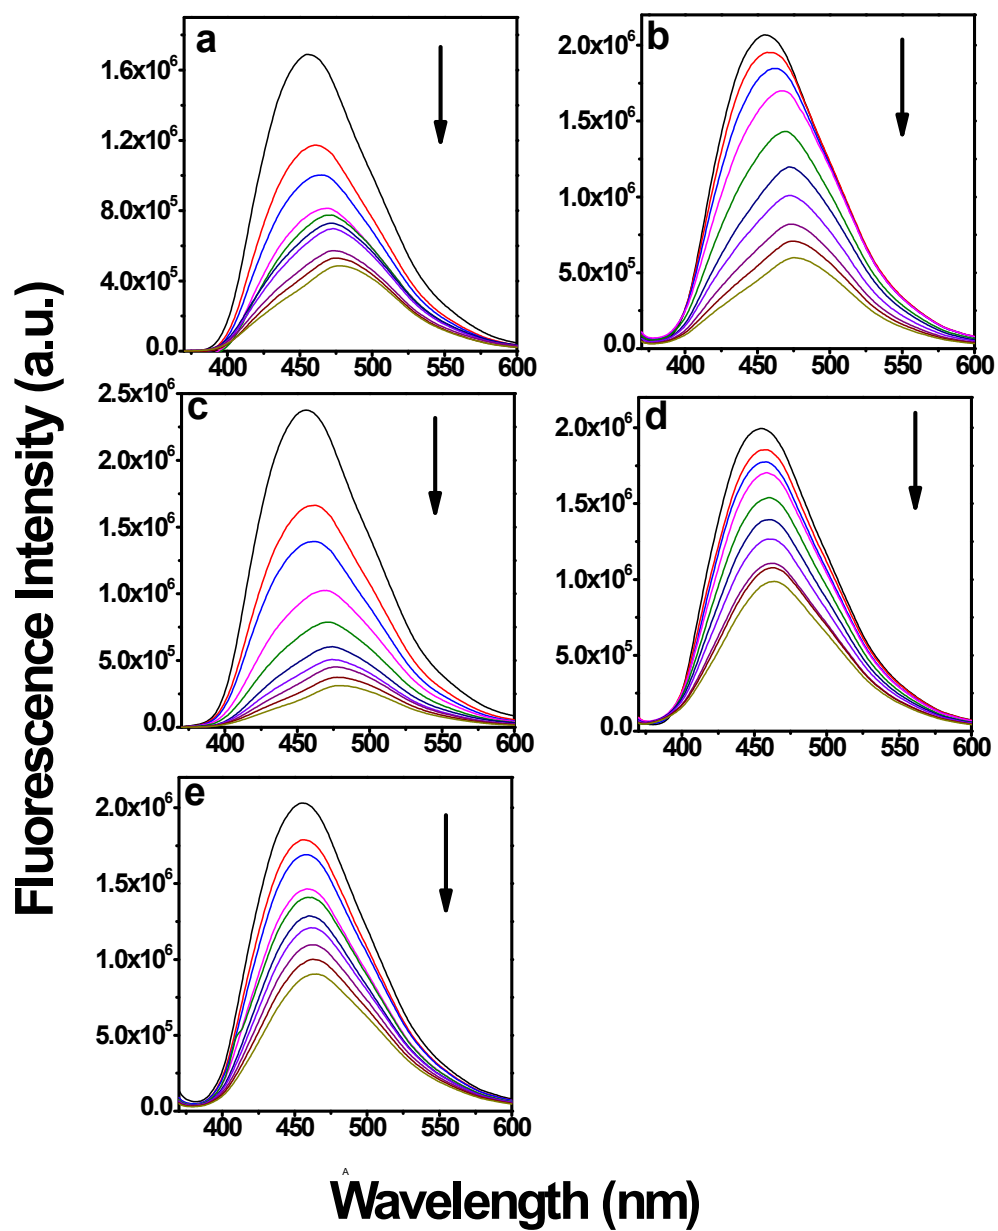 Fluorescence Intensity (a.u.)
a
1.6x10⁶
1.2x10⁶
8.0x10⁵
4.0x10⁵
0.0
400 450 500 550 600
b
2.0x10⁶
1.5x10⁶
1.0x10⁶
5.0x10⁵
0.0
400 450 500 550 600
c
2.5x10⁶
2.0x10⁶
1.5x10⁶
1.0x10⁶
5.0x10⁵
0.0
400 450 500 550 600
d
2.0x10⁶
1.5x10⁶
1.0x10⁶
5.0x10⁵
0.0
400 450 500 550 600
e
2.0x10⁶
1.5x10⁶
1.0x10⁶
5.0x10⁵
0.0
400 450 500 550 600
A
Wavelength (nm)